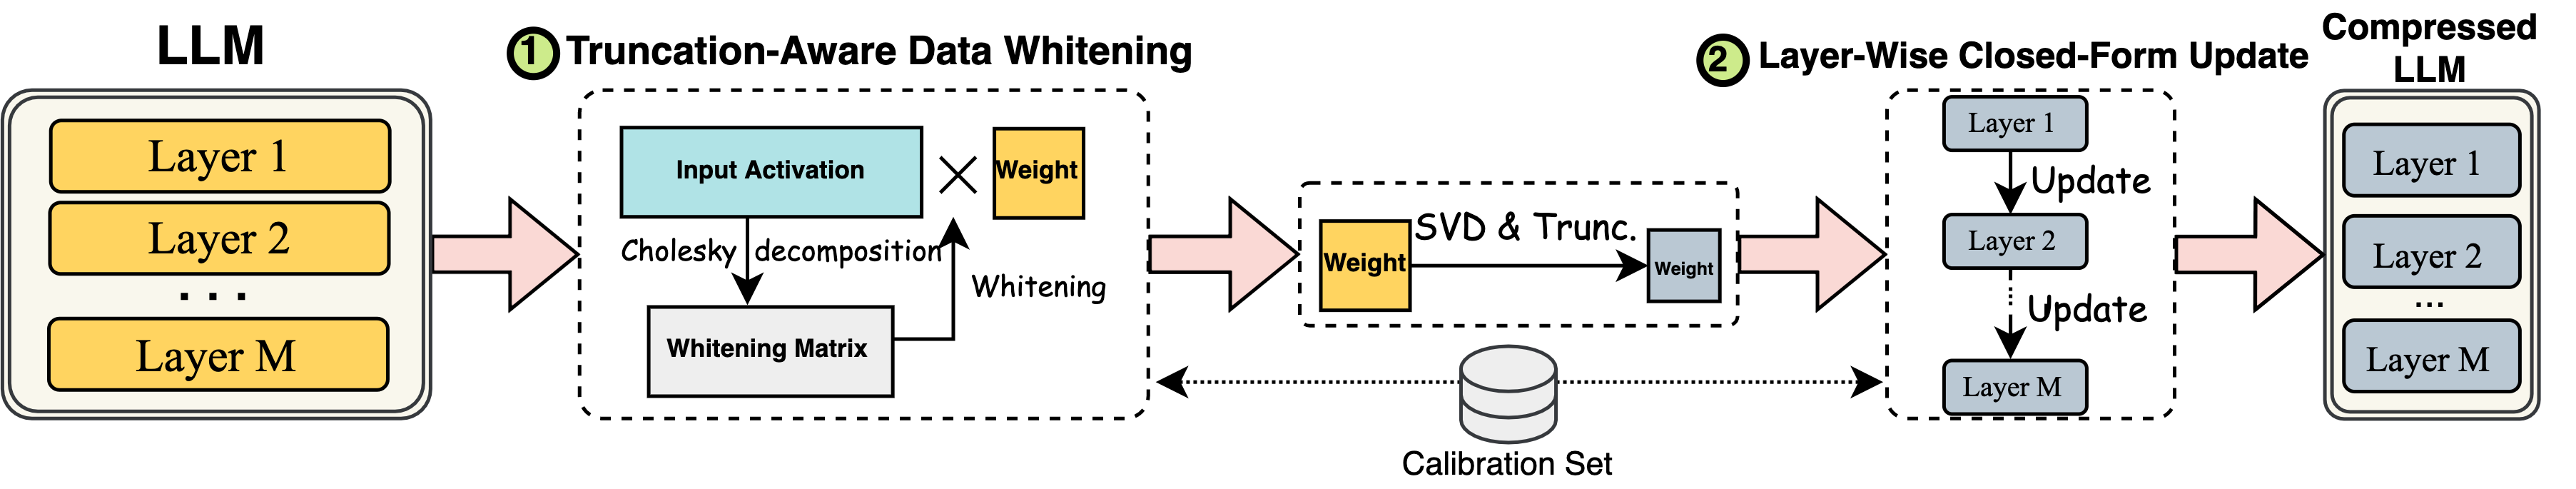 LLM
Layer 1
Layer 2
...
Layer M
1 Truncation-Aware Data Whitening
Input Activation
Weight
Cholesky decomposition
Whitening
Whitening Matrix
Weight
SVD & Trunc.
Weight
Calibration Set
2 Layer-Wise Closed-Form Update
Layer 1
Update
Layer 2
Update
Layer M
Compressed
LLM
Layer 1
Layer 2
...
Layer M